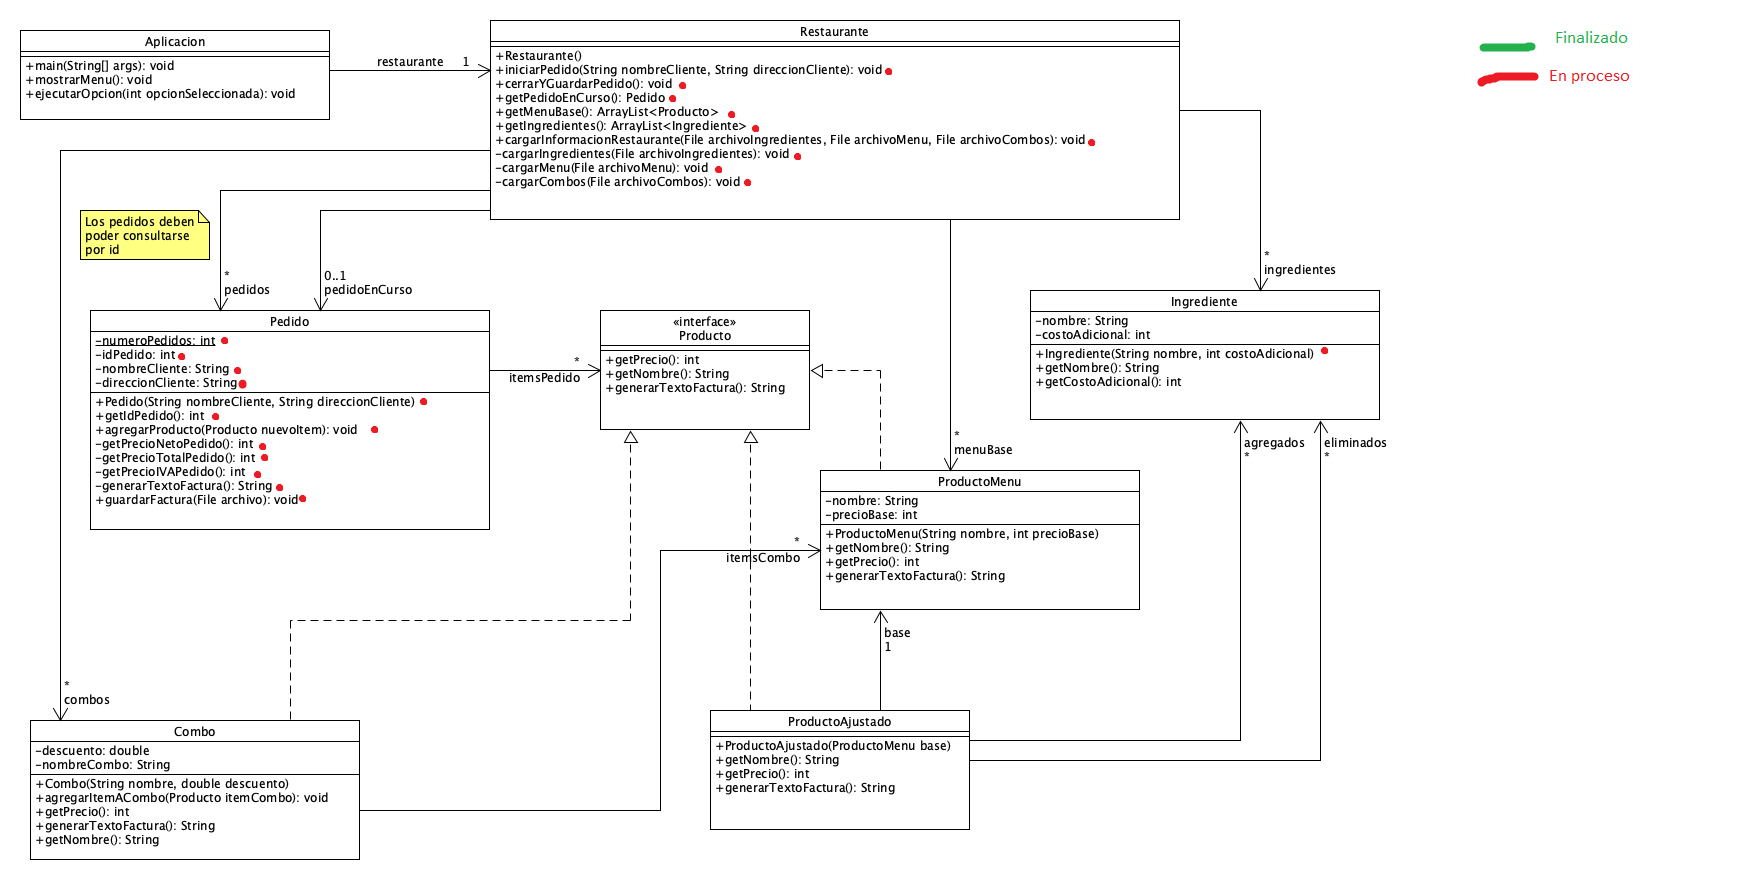 Aplicacion
+main(String[] args): void
+mostrarMenu(): void
+ejecutarOpcion(int opcionSeleccionada): void
restaurante 1
Restaurante
+Restaurante()
+iniciarPedido(String nombreCliente, String direccionCliente): void
+cerrarYGuardarPedido(): void
+getPedidoEnCurso(): Pedido
+getMenuBase(): ArrayList<Producto>
+getIngredientes(): ArrayList<Ingrediente>
+cargarInformacionRestaurante(File archivoIngredientes, File archivoMenu, File archivoCombos): void
-cargarIngredientes(File archivoIngredientes): void
-cargarMenu(File archivoMenu): void
-cargarCombos(File archivoCombos): void
Finalizado
En proceso
Los pedidos deben
poder consultarse
por id
*
pedidos
0..1
pedidoEnCurso
*
ingredientes
Pedido
-numeroPedidos: int
-idPedido: int
-nombreCliente: String
-direccionCliente: String
+Pedido(String nombreCliente, String direccionCliente)
+getIdPedido(): int
+agregarProducto(Producto nuevoItem): void
-getPrecioNetoPedido(): int
-getPrecioTotalPedido(): int
-getPrecioIVAPedido(): int
-generarTextoFactura(): String
+guardarFactura(File archivo): void
*
itemsPedido
«interface»
Producto
+getPrecio(): int
+getNombre(): String
+generarTextoFactura(): String
Ingrediente
-nombre: String
-costoAdicional: int
+Ingrediente(String nombre, int costoAdicional)
+getNombre(): String
+getCostoAdicional(): int
*
menuBase
agregados
*
eliminados
*
ProductoMenu
-nombre: String
-precioBase: int
+ProductoMenu(String nombre, int precioBase)
+getNombre(): String
+getPrecio(): int
+generarTextoFactura(): String
*
itemsCombo
base
1
*
combos
Combo
-descuento: double
-nombreCombo: String
+Combo(String nombre, double descuento)
+agregarItemACombo(Producto itemCombo): void
+getPrecio(): int
+generarTextoFactura(): String
+getNombre(): String
ProductoAjustado
+ProductoAjustado(ProductoMenu base)
+getNombre(): String
+getPrecio(): int
+generarTextoFactura(): String